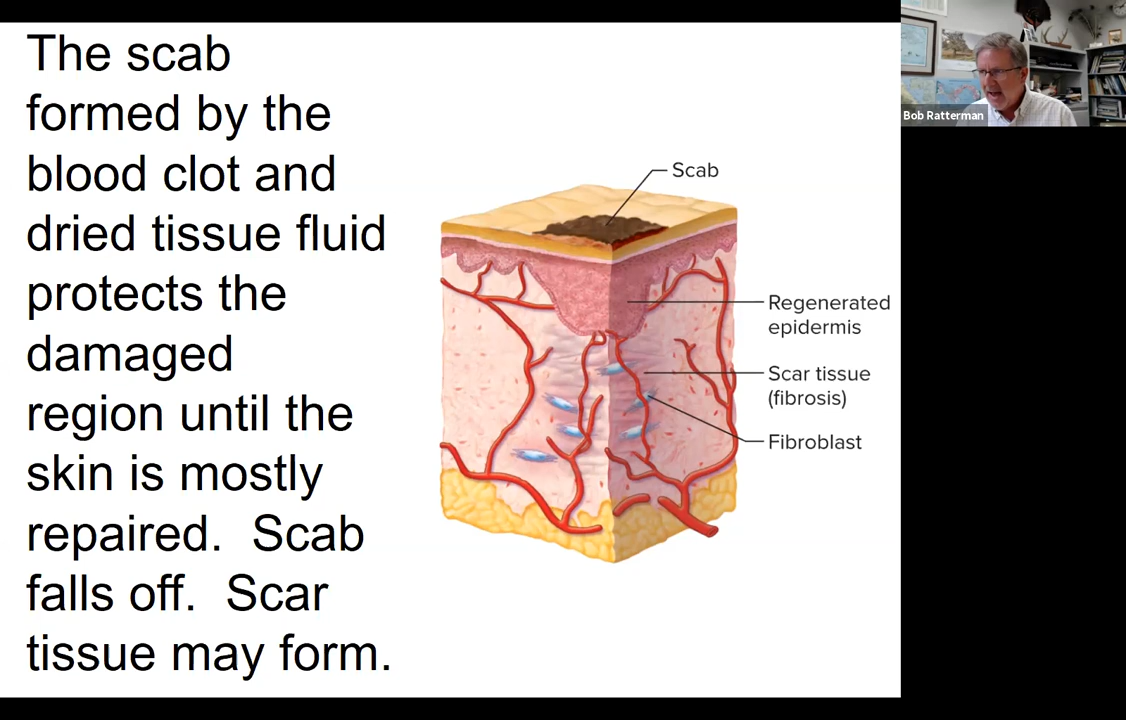 The scab
formed by the
blood clot and
dried tissue fluid
protects the
damaged
region until the
skin is mostly
repaired.  Scab
falls off.  Scar
tissue may form.
Scab
Regenerated
epidermis
Scar tissue
(fibrosis)
Fibroblast
Bob Ratterman